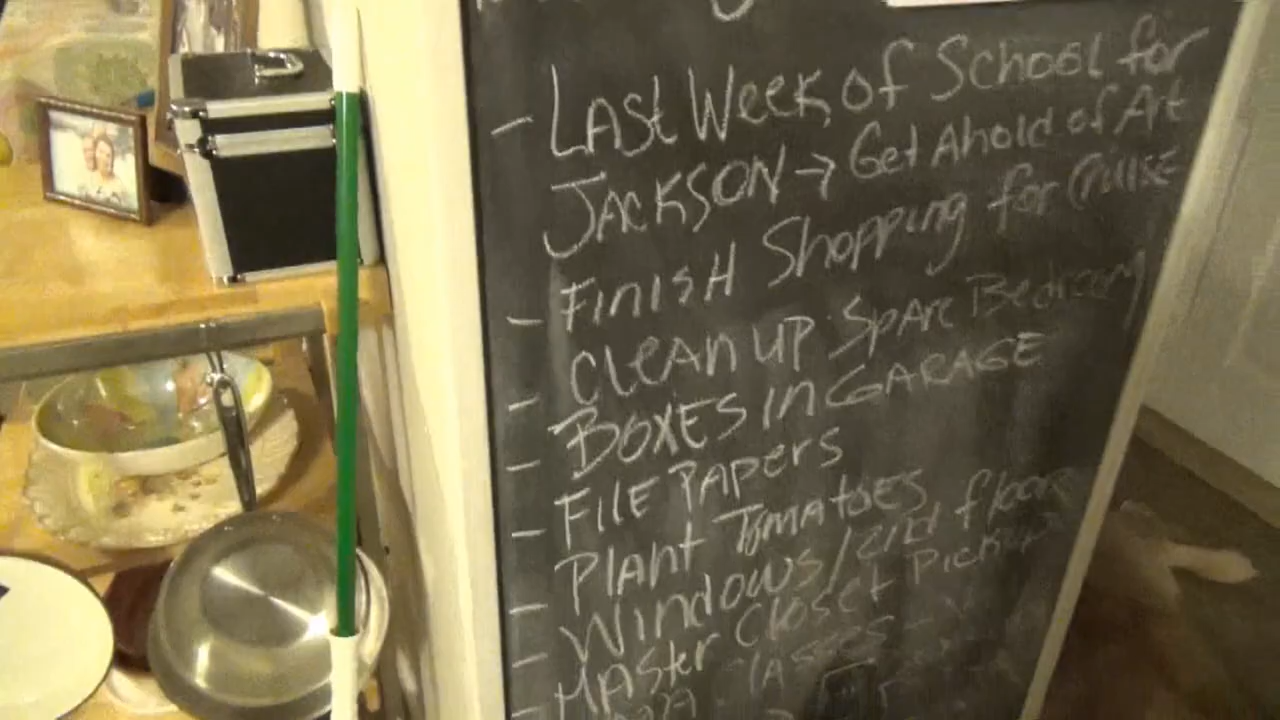 - LAST WEEK of School for
JACKSON → Get Ahold of Art
- FINISH Shopping for CRUISE
- CLEAN UP Spare Bedroom
- BOXES IN GARAGE
- FILE PAPERS
- PLANT TOMATOES
- WINDOWS/2nd floor
- MASTER Closet Pickup